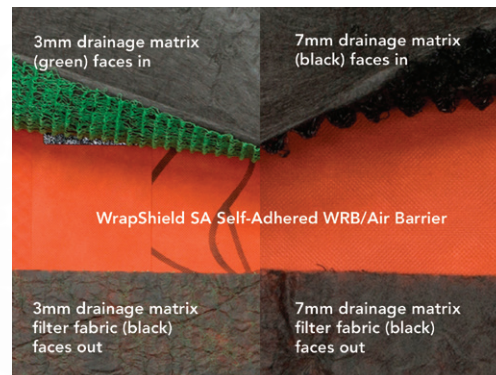 3mm drainage matrix
(green) faces in
7mm drainage matrix
(black) faces in
WrapShield SA Self-Adhered WRB/Air Barrier
3mm drainage matrix
filter fabric (black)
faces out
7mm drainage matrix
filter fabric (black)
faces out